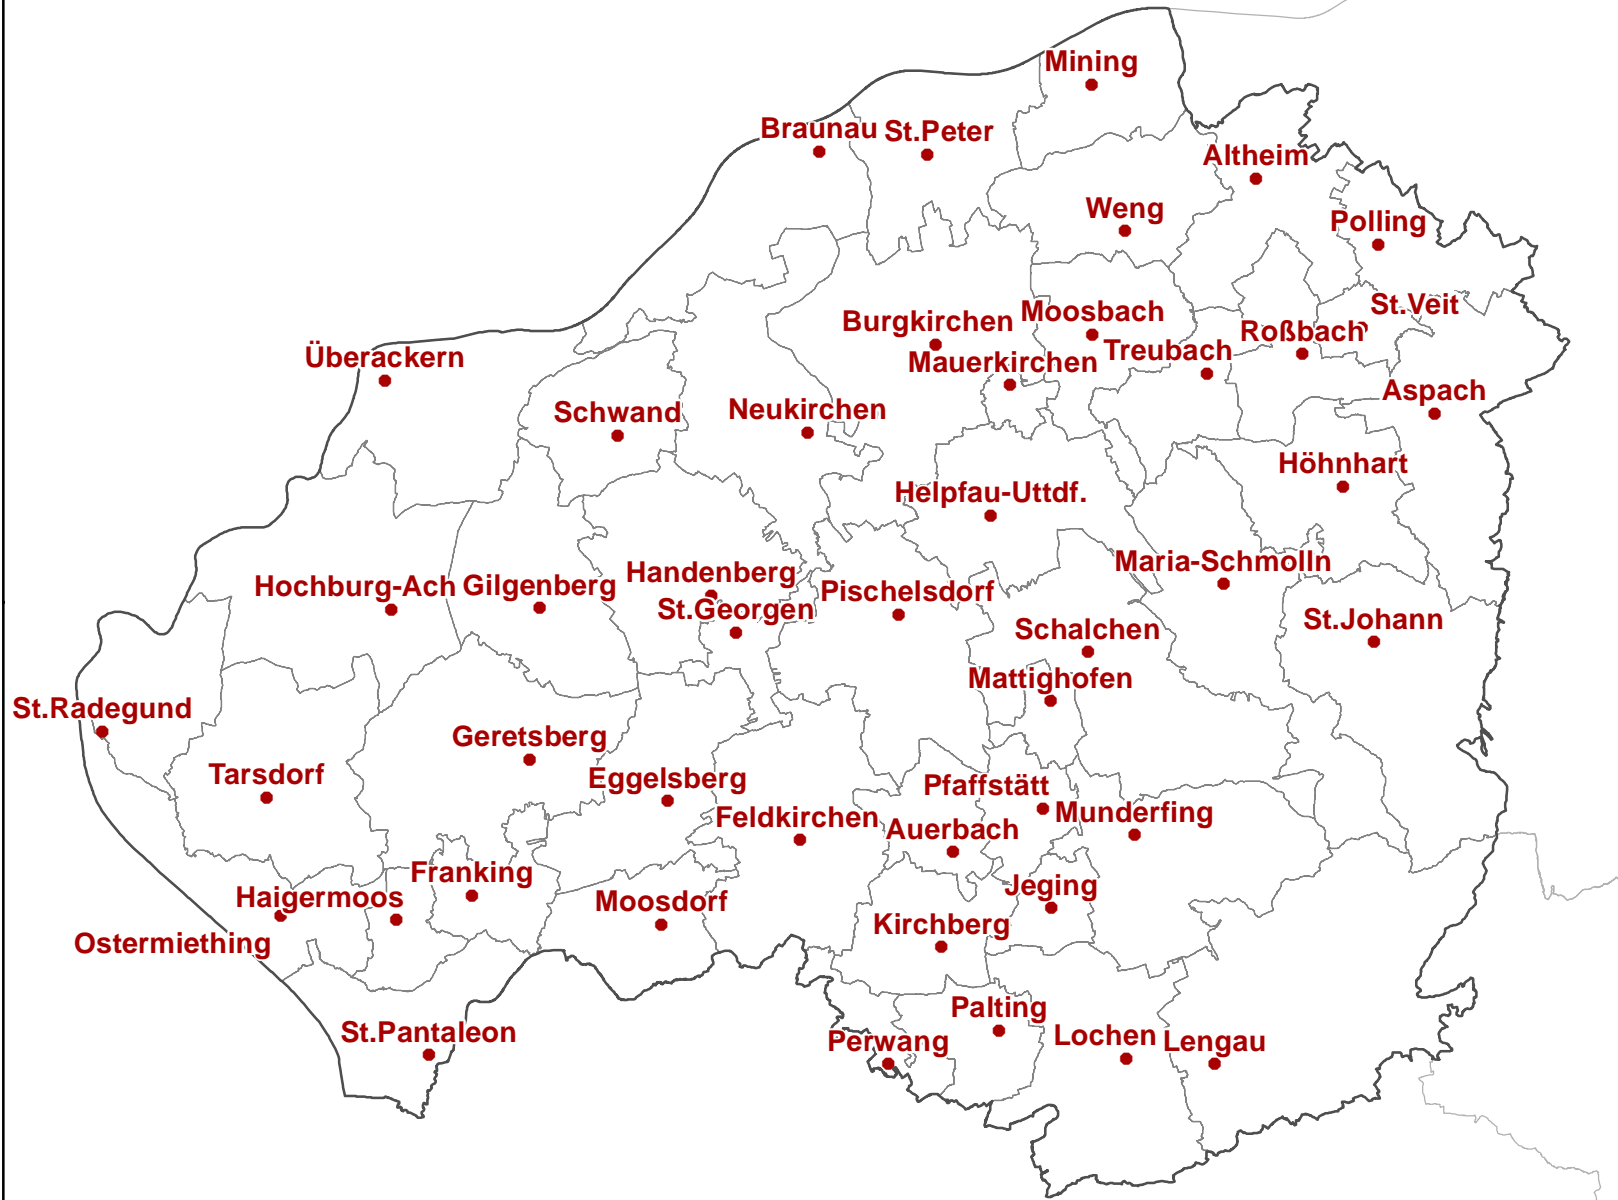 Mining
Braunau
St.Peter
Altheim
Weng
Polling
St.Veit
Moosbach
Burgkirchen
Roßbach
Treubach
Mauerkirchen
Überackern
Aspach
Schwand
Neukirchen
Höhnhart
Helpfau-Uttdf.
Maria-Schmolln
Handenberg
Hochburg-Ach
Gilgenberg
Pischelsdorf
St.Georgen
St.Johann
Schalchen
Mattighofen
St.Radegund
Geretsberg
Tarsdorf
Eggelsberg
Pfaffstätt
Munderfing
Feldkirchen
Auerbach
Franking
Jeging
Haigermoos
Moosdorf
Kirchberg
Ostermiething
Palting
St.Pantaleon
Lochen
Perwang
Lengau